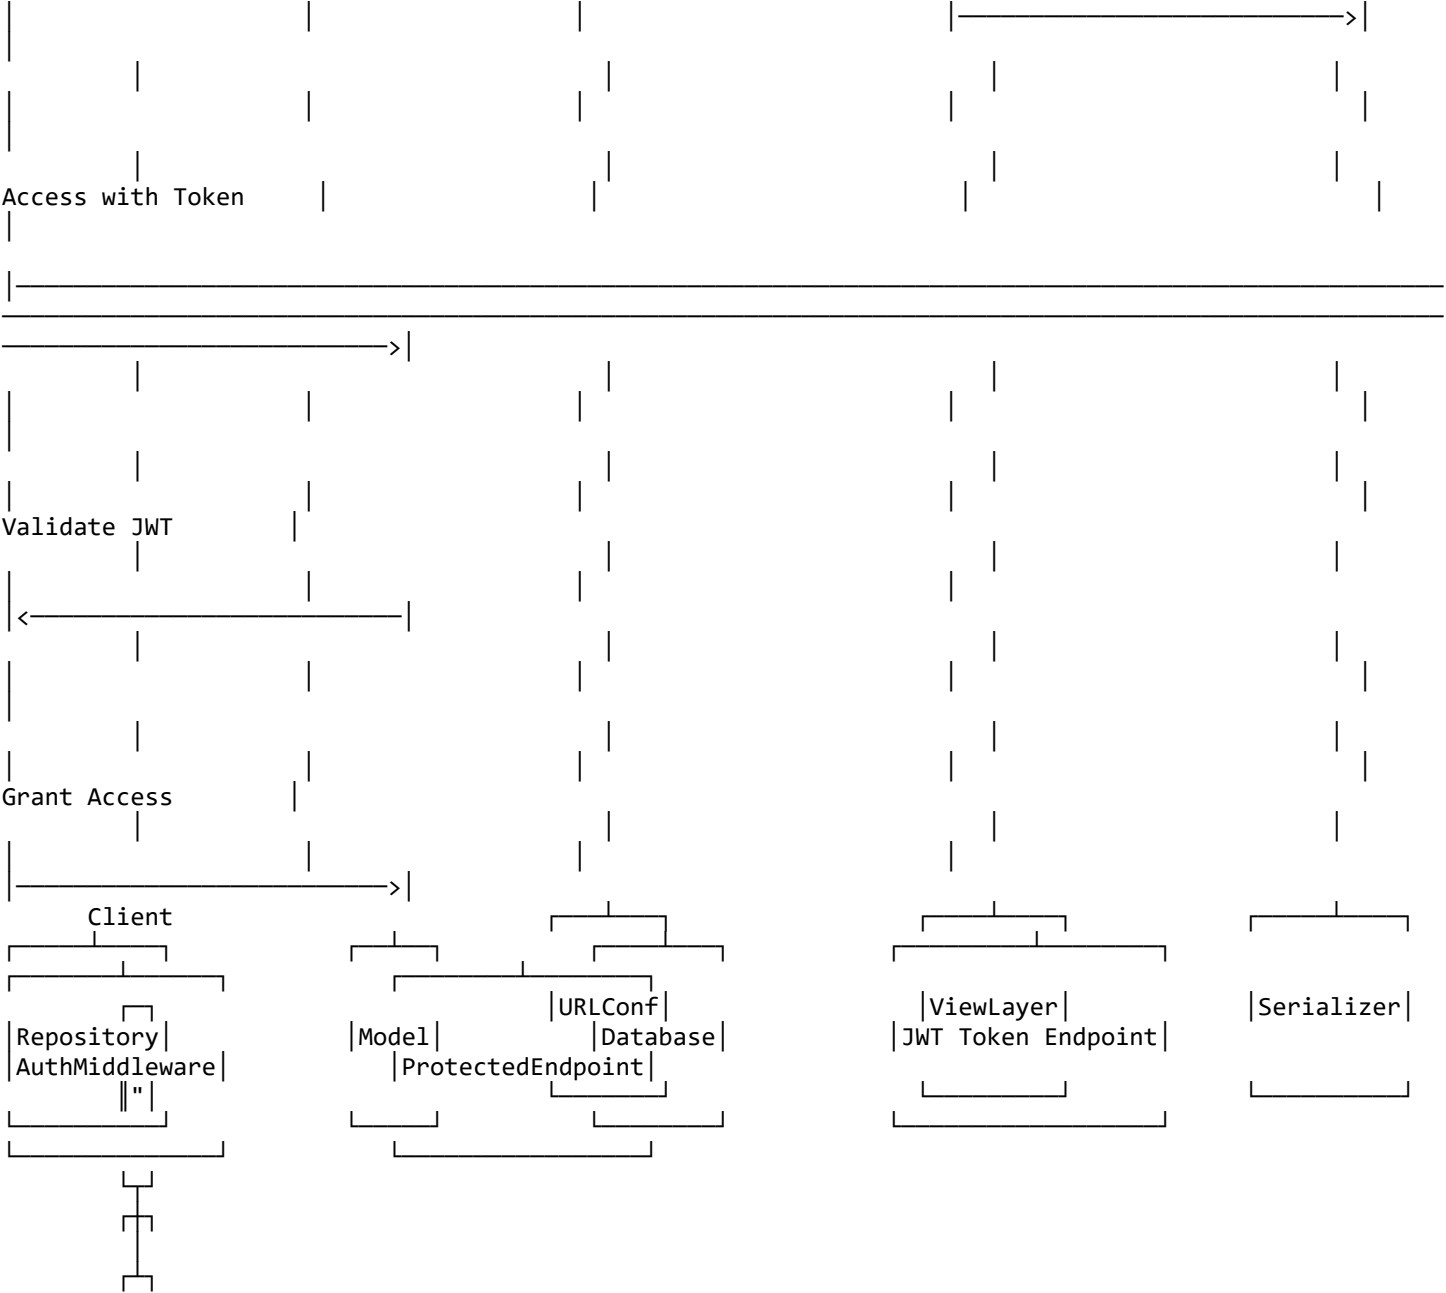 Access with Token
Validate JWT
Grant Access
Client
URLConf ViewLayer Serializer
Repository Model Database JWT Token Endpoint
AuthMiddleware ProtectedEndpoint
"